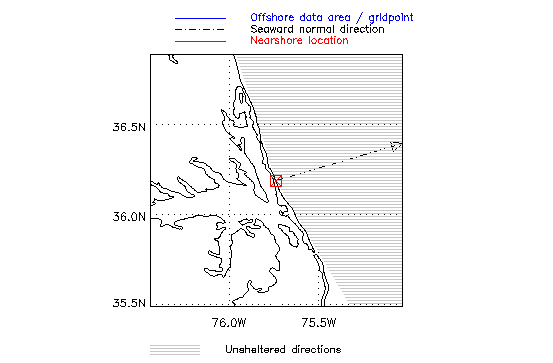 Offshore data area / gridpoint
Seaward normal direction
Nearshore location
36.5N
36.0N
35.5N
76.0W 75.5W
Unsheltered directions